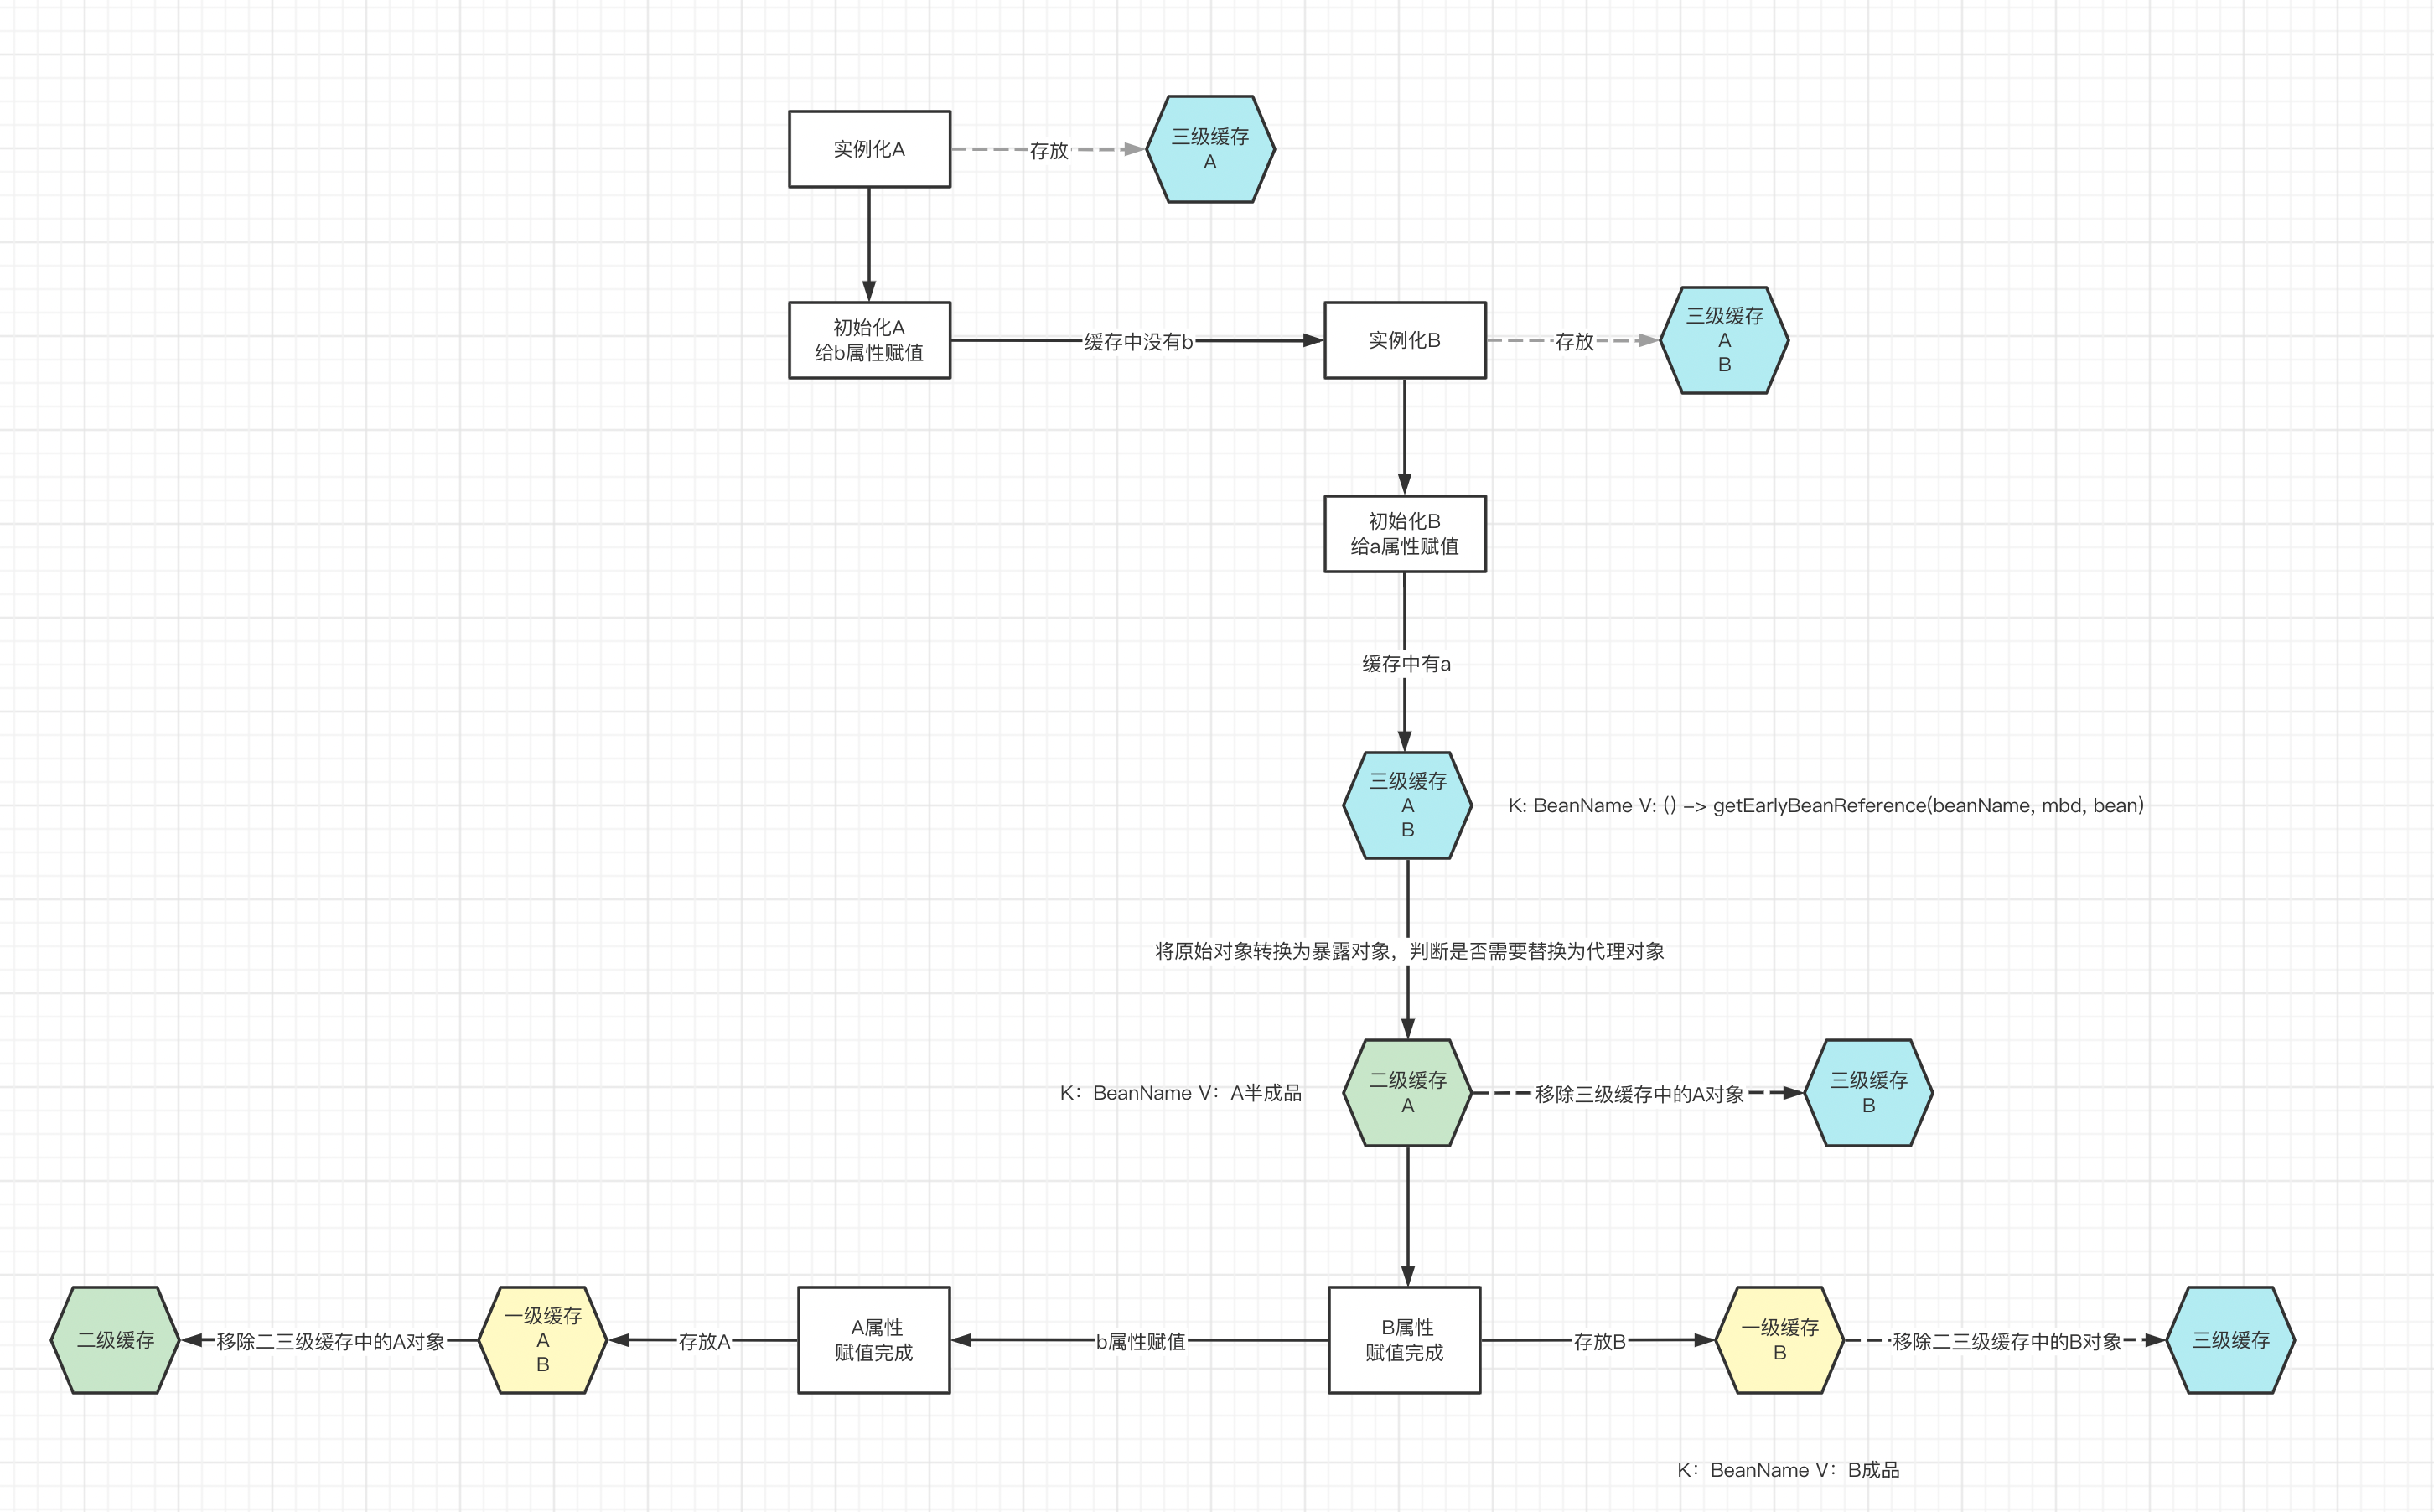 实例化A
存放
三级缓存
A
初始化A
给b属性赋值
缓存中没有b
实例化B
存放
三级缓存
A
B
初始化B
给a属性赋值
缓存中有a
三级缓存
A
B
K: BeanName V: () -> getEarlyBeanReference(beanName, mbd, bean)
将原始对象转换为暴露对象，判断是否需要替换为代理对象
K：BeanName V：A半成品
二级缓存
A
移除三级缓存中的A对象
三级缓存
B
二级缓存
移除二三级缓存中的A对象
一级缓存
A
B
存放A
A属性
赋值完成
b属性赋值
B属性
赋值完成
存放B
一级缓存
B
移除二三级缓存中的B对象
三级缓存
K：BeanName V：B成品